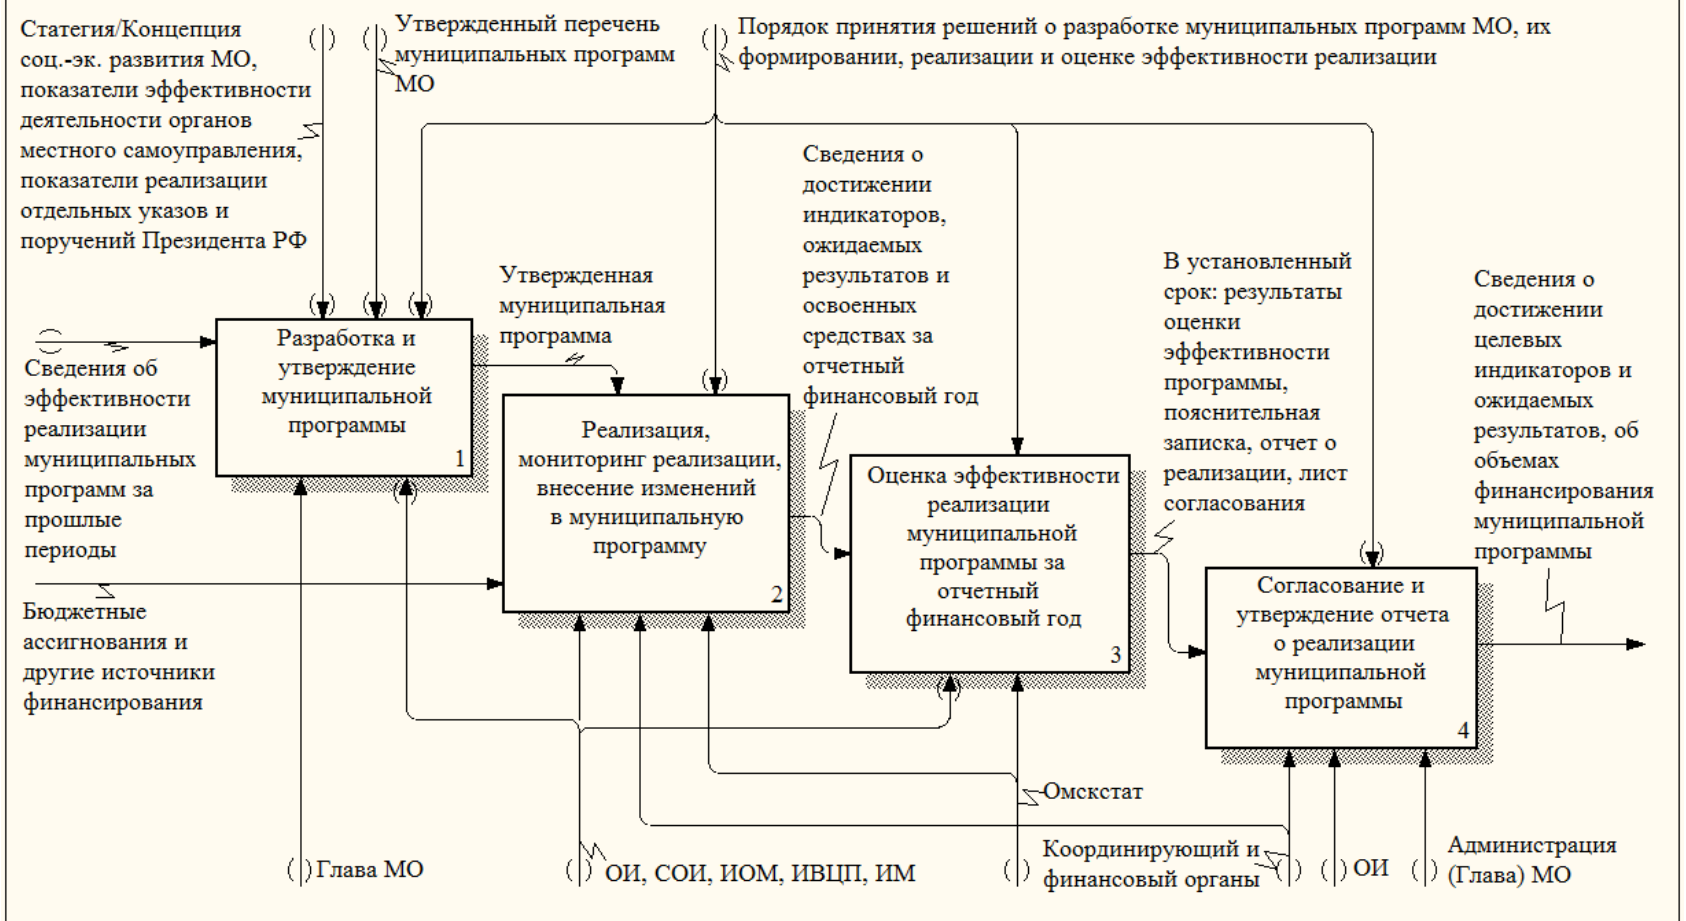 Статегия/Концепция
соц.-эк. развития МО,
показатели эффективности
деятельности органов
местного самоуправления,
показатели реализации
отдельных указов и
поручений Президента РФ
Утвержденный перечень
муниципальных программ
МО
Порядок принятия решений о разработке муниципальных программ МО, их
формировании, реализации и оценке эффективности реализации
Сведения об
эффективности
реализации
муниципальных
программ за
прошлые
периоды
Бюджетные
ассигнования и
другие источники
финансирования
Разработка и
утверждение
муниципальной
программы
1
Утвержденная
муниципальная
программа
Реализация,
мониторинг реализации,
внесение изменений
в муниципальную
программу
2
Сведения о
достижении
индикаторов,
ожидаемых
результатов и
освоенных
средствах за
отчетный
финансовый год
Оценка эффективности
реализации
муниципальной
программы за
отчетный
финансовый год
3
В установленный
срок: результаты
оценки
эффективности
программы,
пояснительная
записка, отчет о
реализации, лист
согласования
Согласование и
утверждение отчета
о реализации
муниципальной
программы
4
Сведения о
достижении
целевых
индикаторов и
ожидаемых
результатов, об
объемах
финансирования
муниципальной
программы
Глава МО
ОИ, СОИ, ИОМ, ИВЦП, ИМ
Омскстат
Координирующий и
финансовый органы
ОИ
Администрация
(Глава) МО